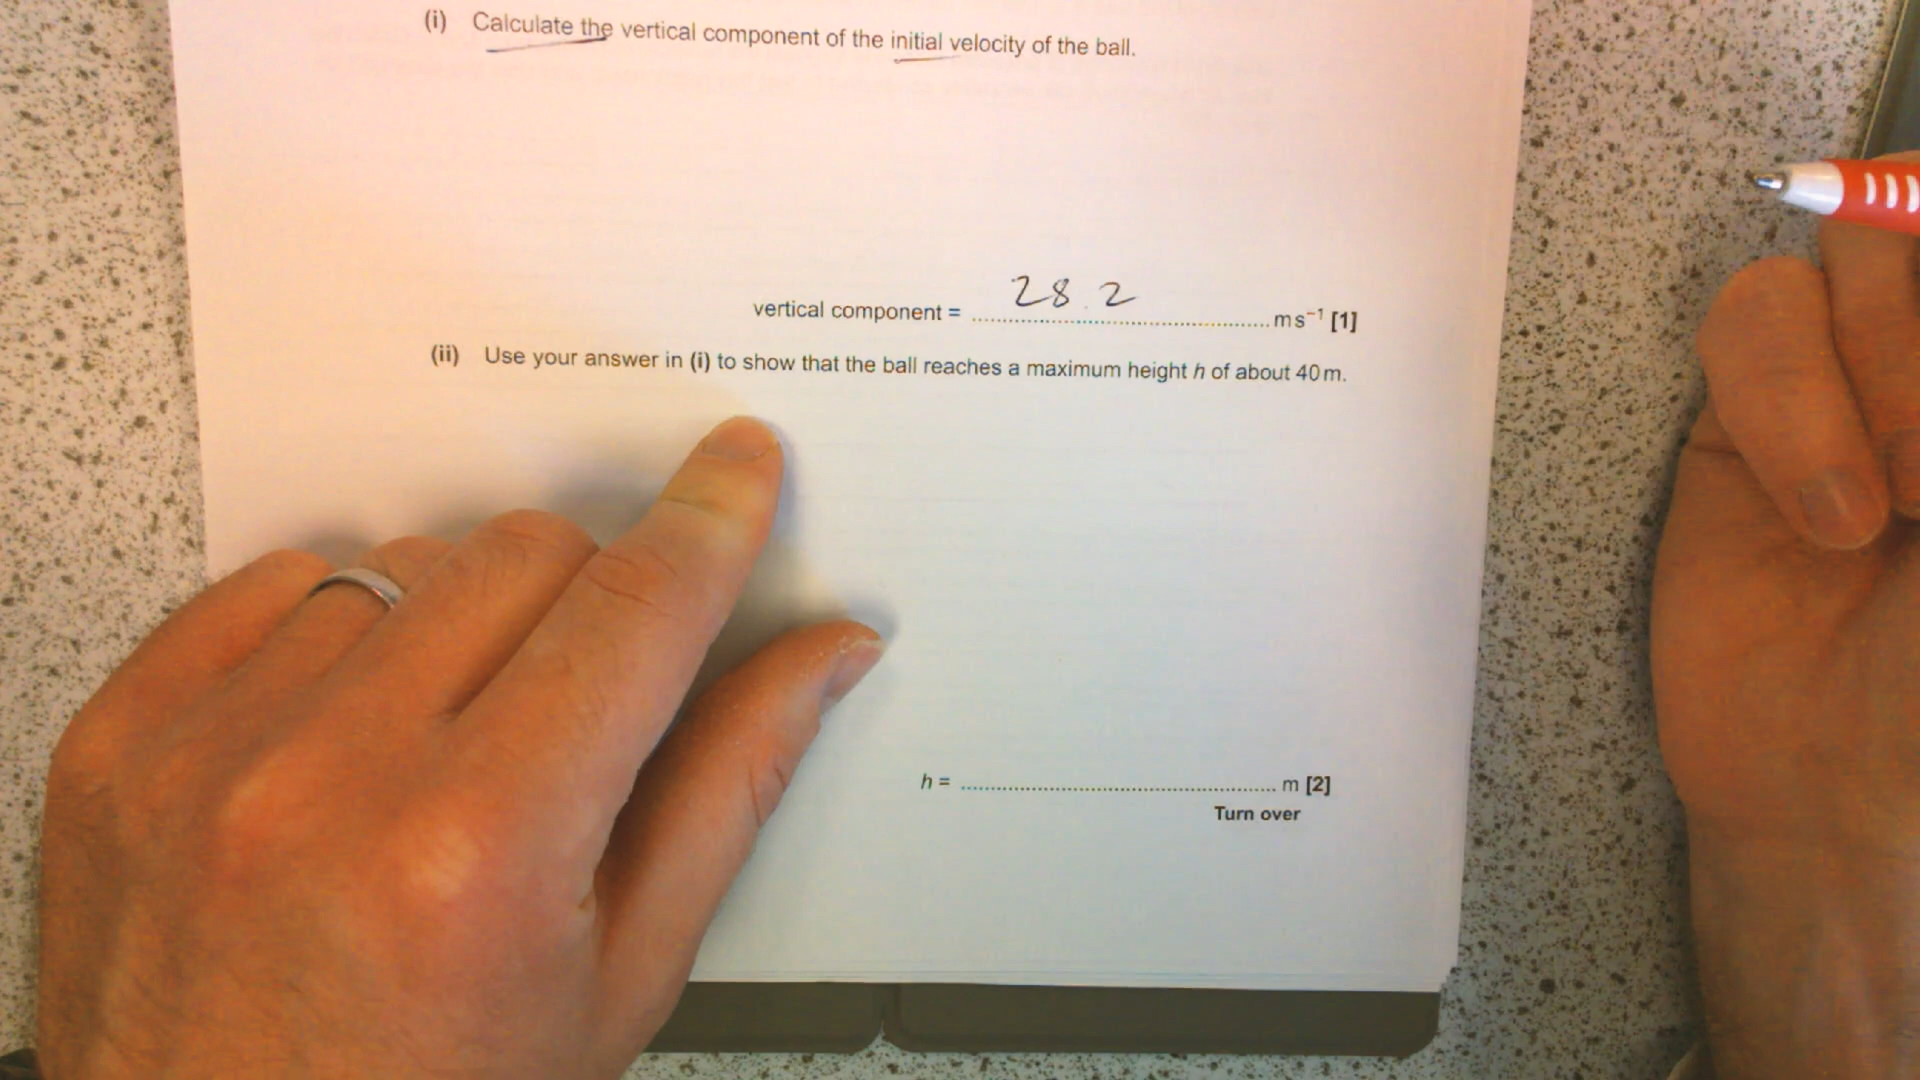 (i) Calculate the vertical component of the initial velocity of the ball.
28.2
vertical component = ........................ m s⁻¹ [1]
(ii) Use your answer in (i) to show that the ball reaches a maximum height h of about 40 m.
h = ........................ m [2]
Turn over